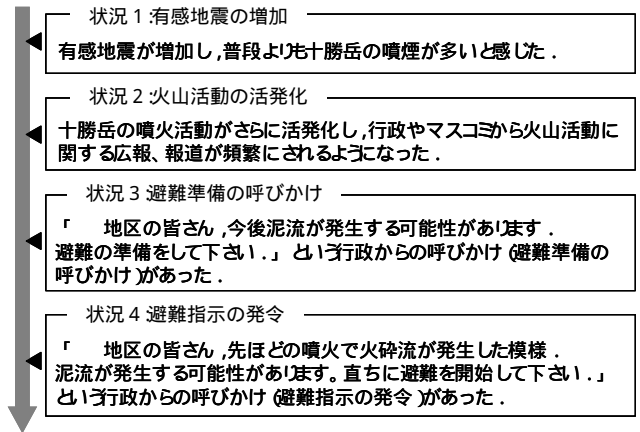 状況１:有感地震の増加
有感地震が増加し,普段よりも十勝岳の噴煙が多いと感じた.
状況２:火山活動の活発化
十勝岳の噴火活動がさらに活発化し,行政やマスコミから火山活動に
関する広報、報道が頻繁にされるようになった.
状況３:避難準備の呼びかけ
「　　地区の皆さん,今後泥流が発生する可能性があります.
避難の準備をして下さい.」という行政からの呼びかけ(避難準備の
呼びかけ)があった.
状況４:避難指示の発令
「　　地区の皆さん,先ほどの噴火で火砕流が発生した模様.
泥流が発生する可能性があります。直ちに避難を開始して下さい.」
という行政からの呼びかけ(避難指示の発令)があった.